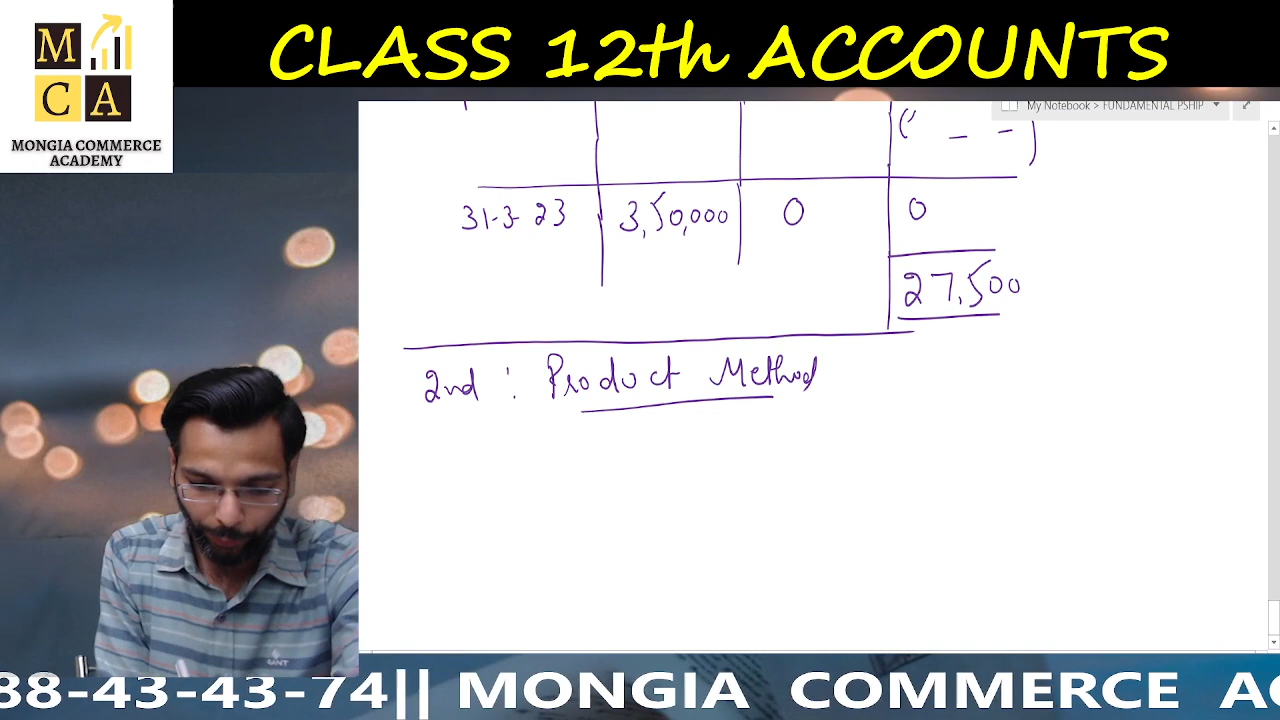 M
C A
MONGIA COMMERCE
ACADEMY
CLASS 12th ACCOUNTS
My Notebook > FUNDAMENTAL PSHIP
31-3-23 3,50,000 0 0
27,500
2nd : Product Method
88-43-43-74|| MONGIA COMMERCE AC